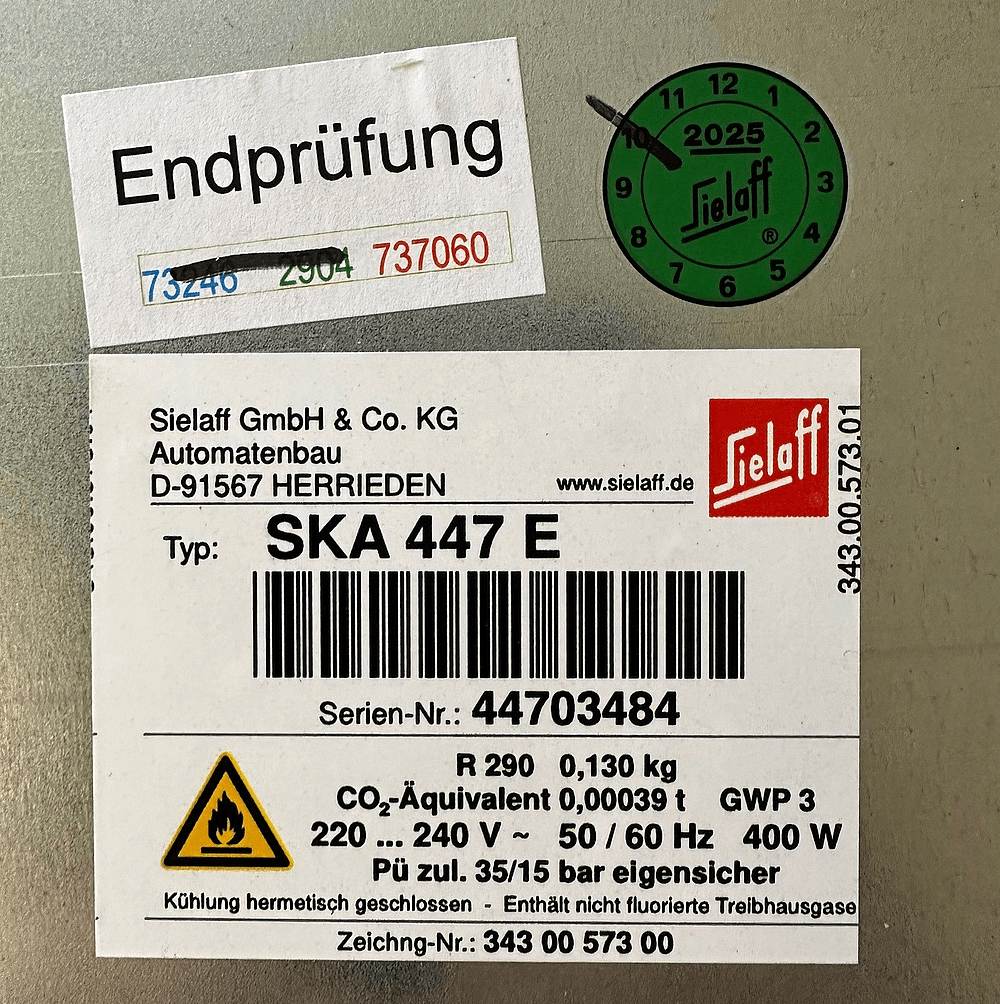 Endprüfung
73246 2904 737060
11 12 1
10 2025 2
9 Sielaff 3
8 ® 4
7 6 5
Sielaff GmbH & Co. KG
Automatenbau
D-91567 HERRIEDEN
www.sielaff.de
Sielaff
343.00.573.01
Typ: SKA 447 E
Serien-Nr.: 44703484
R 290 0,130 kg
CO₂-Äquivalent 0,00039 t GWP 3
220 ... 240 V ~ 50 / 60 Hz 400 W
Pü zul. 35/15 bar eigensicher
Kühlung hermetisch geschlossen - Enthält nicht fluorierte Treibhausgase
Zeichng-Nr.: 343 00 573 00